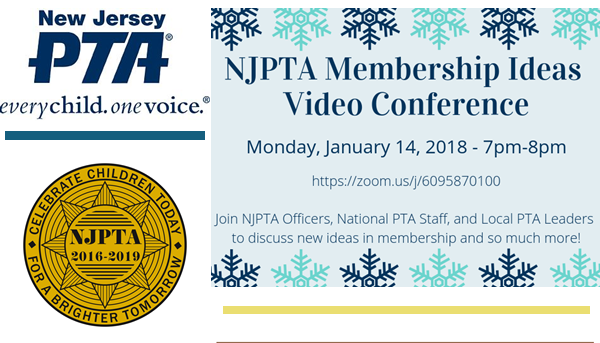 New Jersey
PTA®
everychild.onevoice.®
CELEBRATE CHILDREN TODAY
NJPTA
2016-2019
FOR A BRIGHTER TOMORROW
NJPTA Membership Ideas
Video Conference
Monday, January 14, 2018 - 7pm-8pm
https://zoom.us/j/6095870100
Join NJPTA Officers, National PTA Staff, and Local PTA Leaders
to discuss new ideas in membership and so much more!